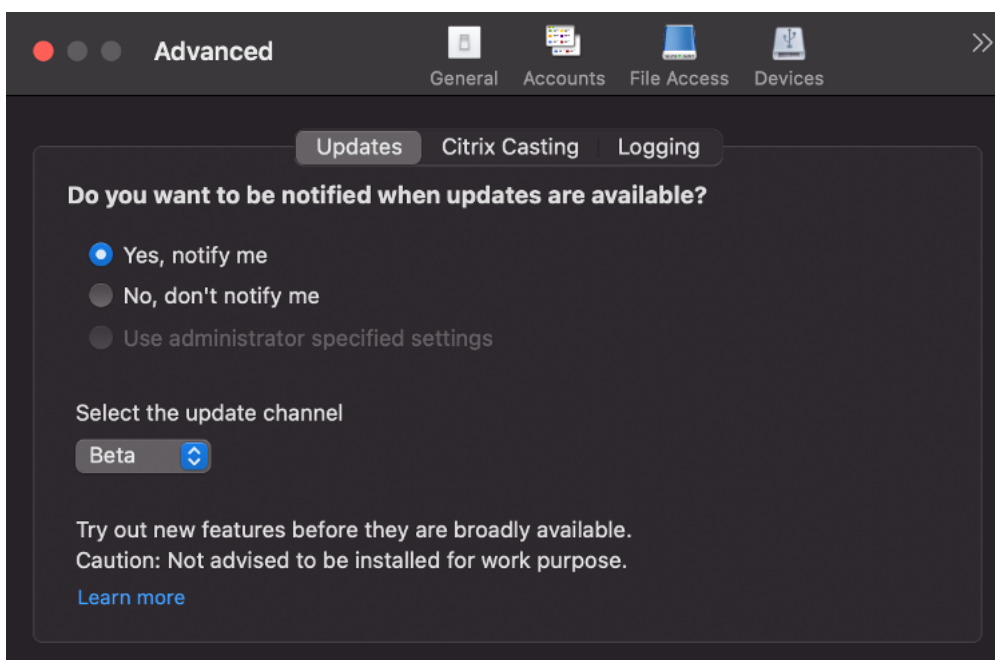 Advanced
General Accounts File Access Devices
Updates Citrix Casting Logging
Do you want to be notified when updates are available?
Yes, notify me
No, don't notify me
Use administrator specified settings
Select the update channel
Beta
Try out new features before they are broadly available.
Caution: Not advised to be installed for work purpose.
Learn more